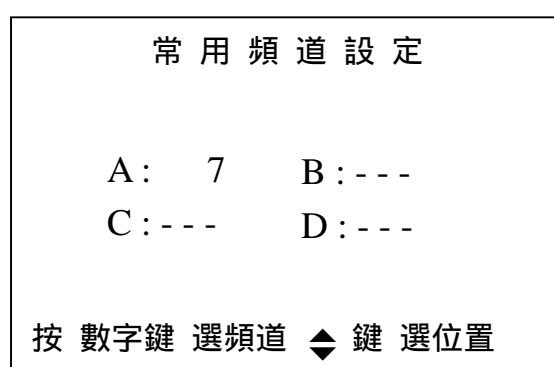 常 用 頻 道 設 定
A : 7 B : - - -
C : - - - D : - - -
按 數字鍵 選頻道 ◆ 鍵 選位置